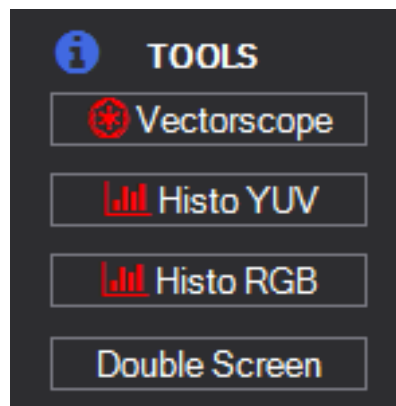 TOOLS
Vectorscope
Histo YUV
Histo RGB
Double Screen